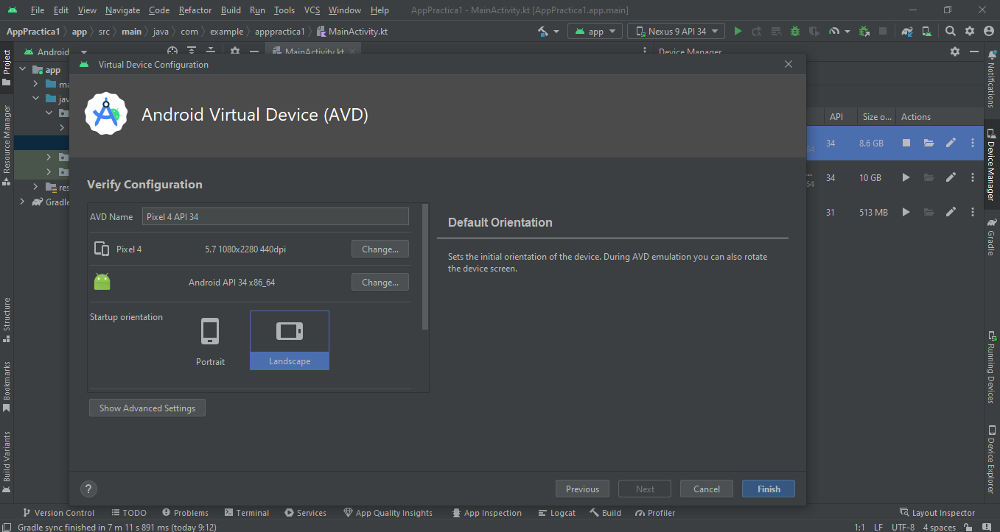 File Edit View Navigate Code Refactor Build Run Tools VCS Window Help AppPractica1 - MainActivity.kt [AppPractica1.app.main]
AppPractica1 app src main java com example apppractica1 MainActivity.kt app Nexus 9 API 34
Android MainActivity.kt Device Manager
Project
Resource Manager
Structure
Bookmarks
Build Variants
app
Gradle
Virtual Device Configuration
Android Virtual Device (AVD)
Verify Configuration
AVD Name Pixel 4 API 34
Pixel 4 5.7 1080x2280 440dpi Change...
Android API 34 x86_64 Change...
Startup orientation
Portrait Landscape
Show Advanced Settings
Default Orientation
Sets the initial orientation of the device. During AVD emulation you can also rotate
the device screen.
? Previous Next Cancel Finish
API Size o... Actions
34 8.6 GB
34 10 GB
31 513 MB
Notifications
Device Manager
Gradle
Running Devices
Device Explorer
Version Control TODO Problems Terminal Services App Quality Insights App Inspection Logcat Build Profiler Layout Inspector
Gradle sync finished in 7 m 11 s 891 ms (today 9:12) 1:1 LF UTF-8 4 spaces